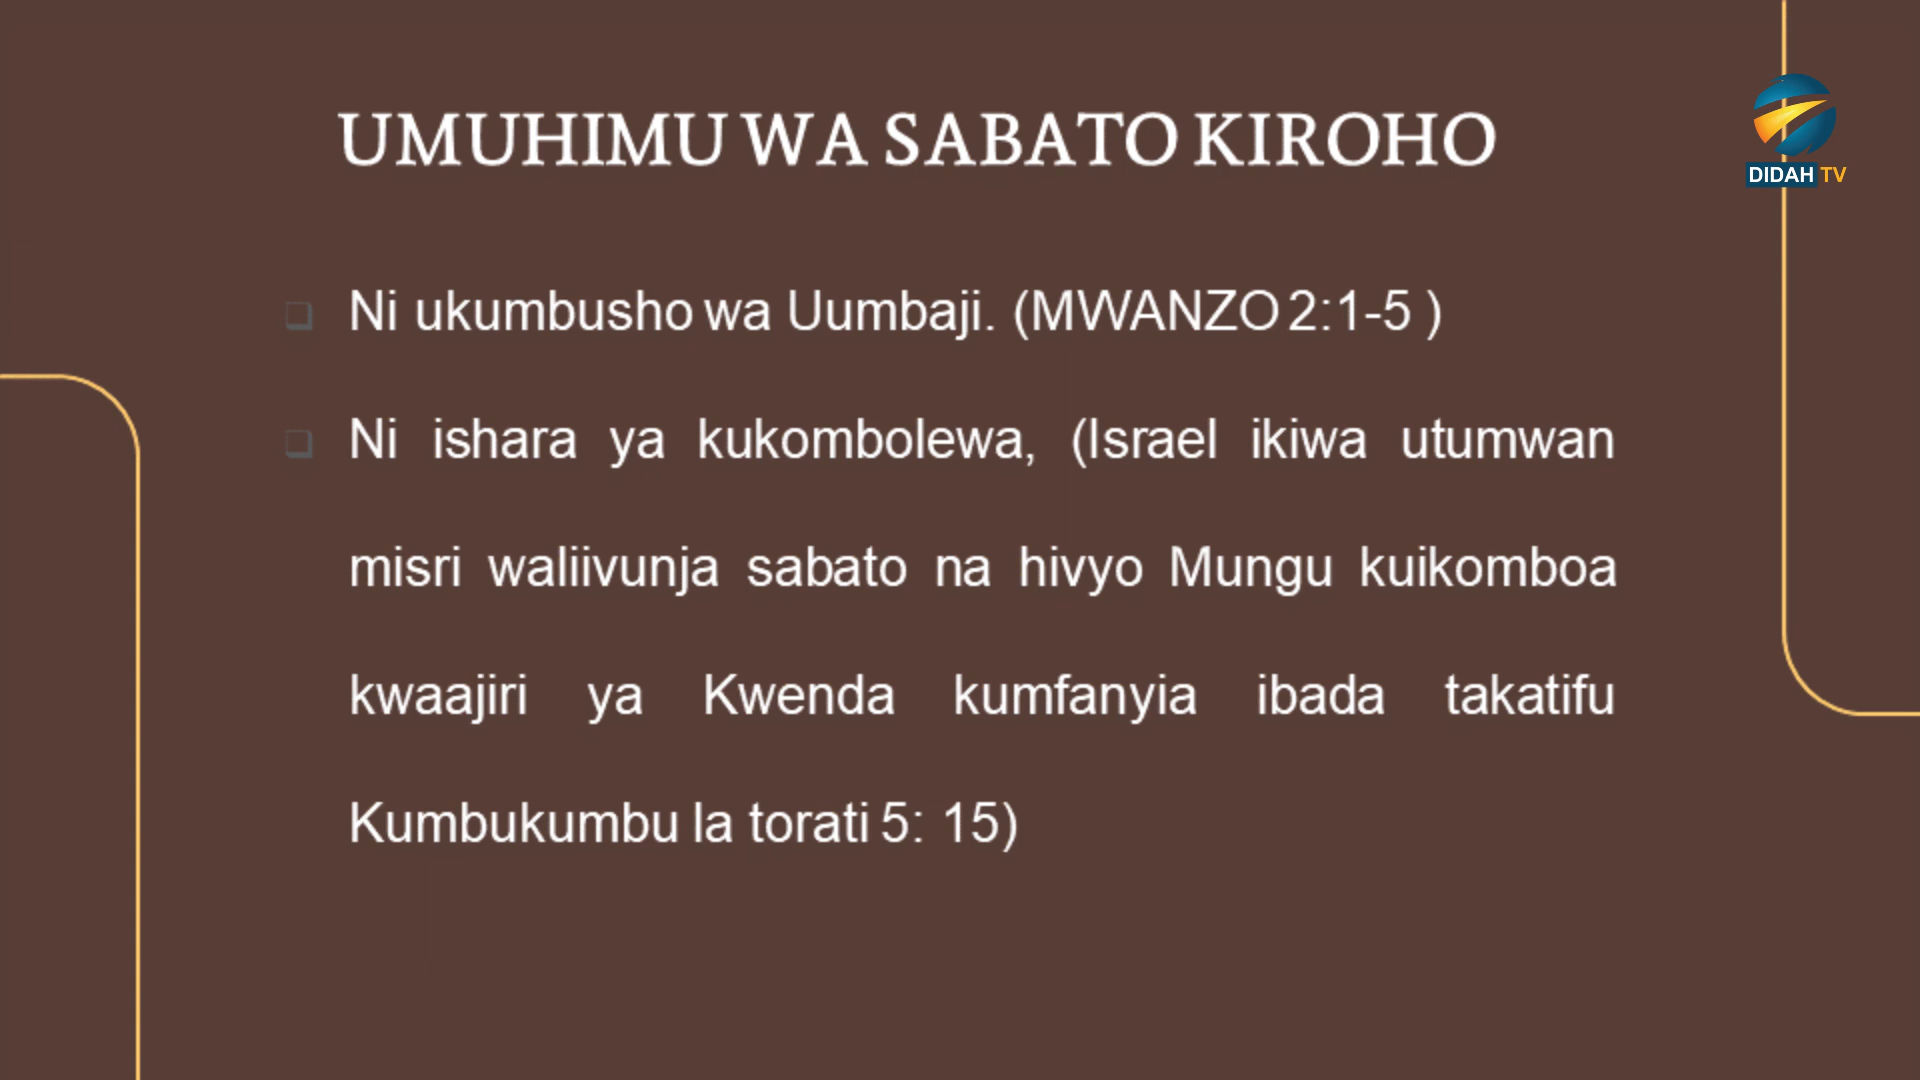 UMUHIMU WA SABATO KIROHO
DIDAH TV
Ni ukumbusho wa Uumbaji. (MWANZO 2:1-5 )
Ni ishara ya kukombolewa, (Israel ikiwa utumwan
misri waliivunja sabato na hivyo Mungu kuikomboa
kwaajiri ya Kwenda kumfanyia ibada takatifu
Kumbukumbu la torati 5: 15)